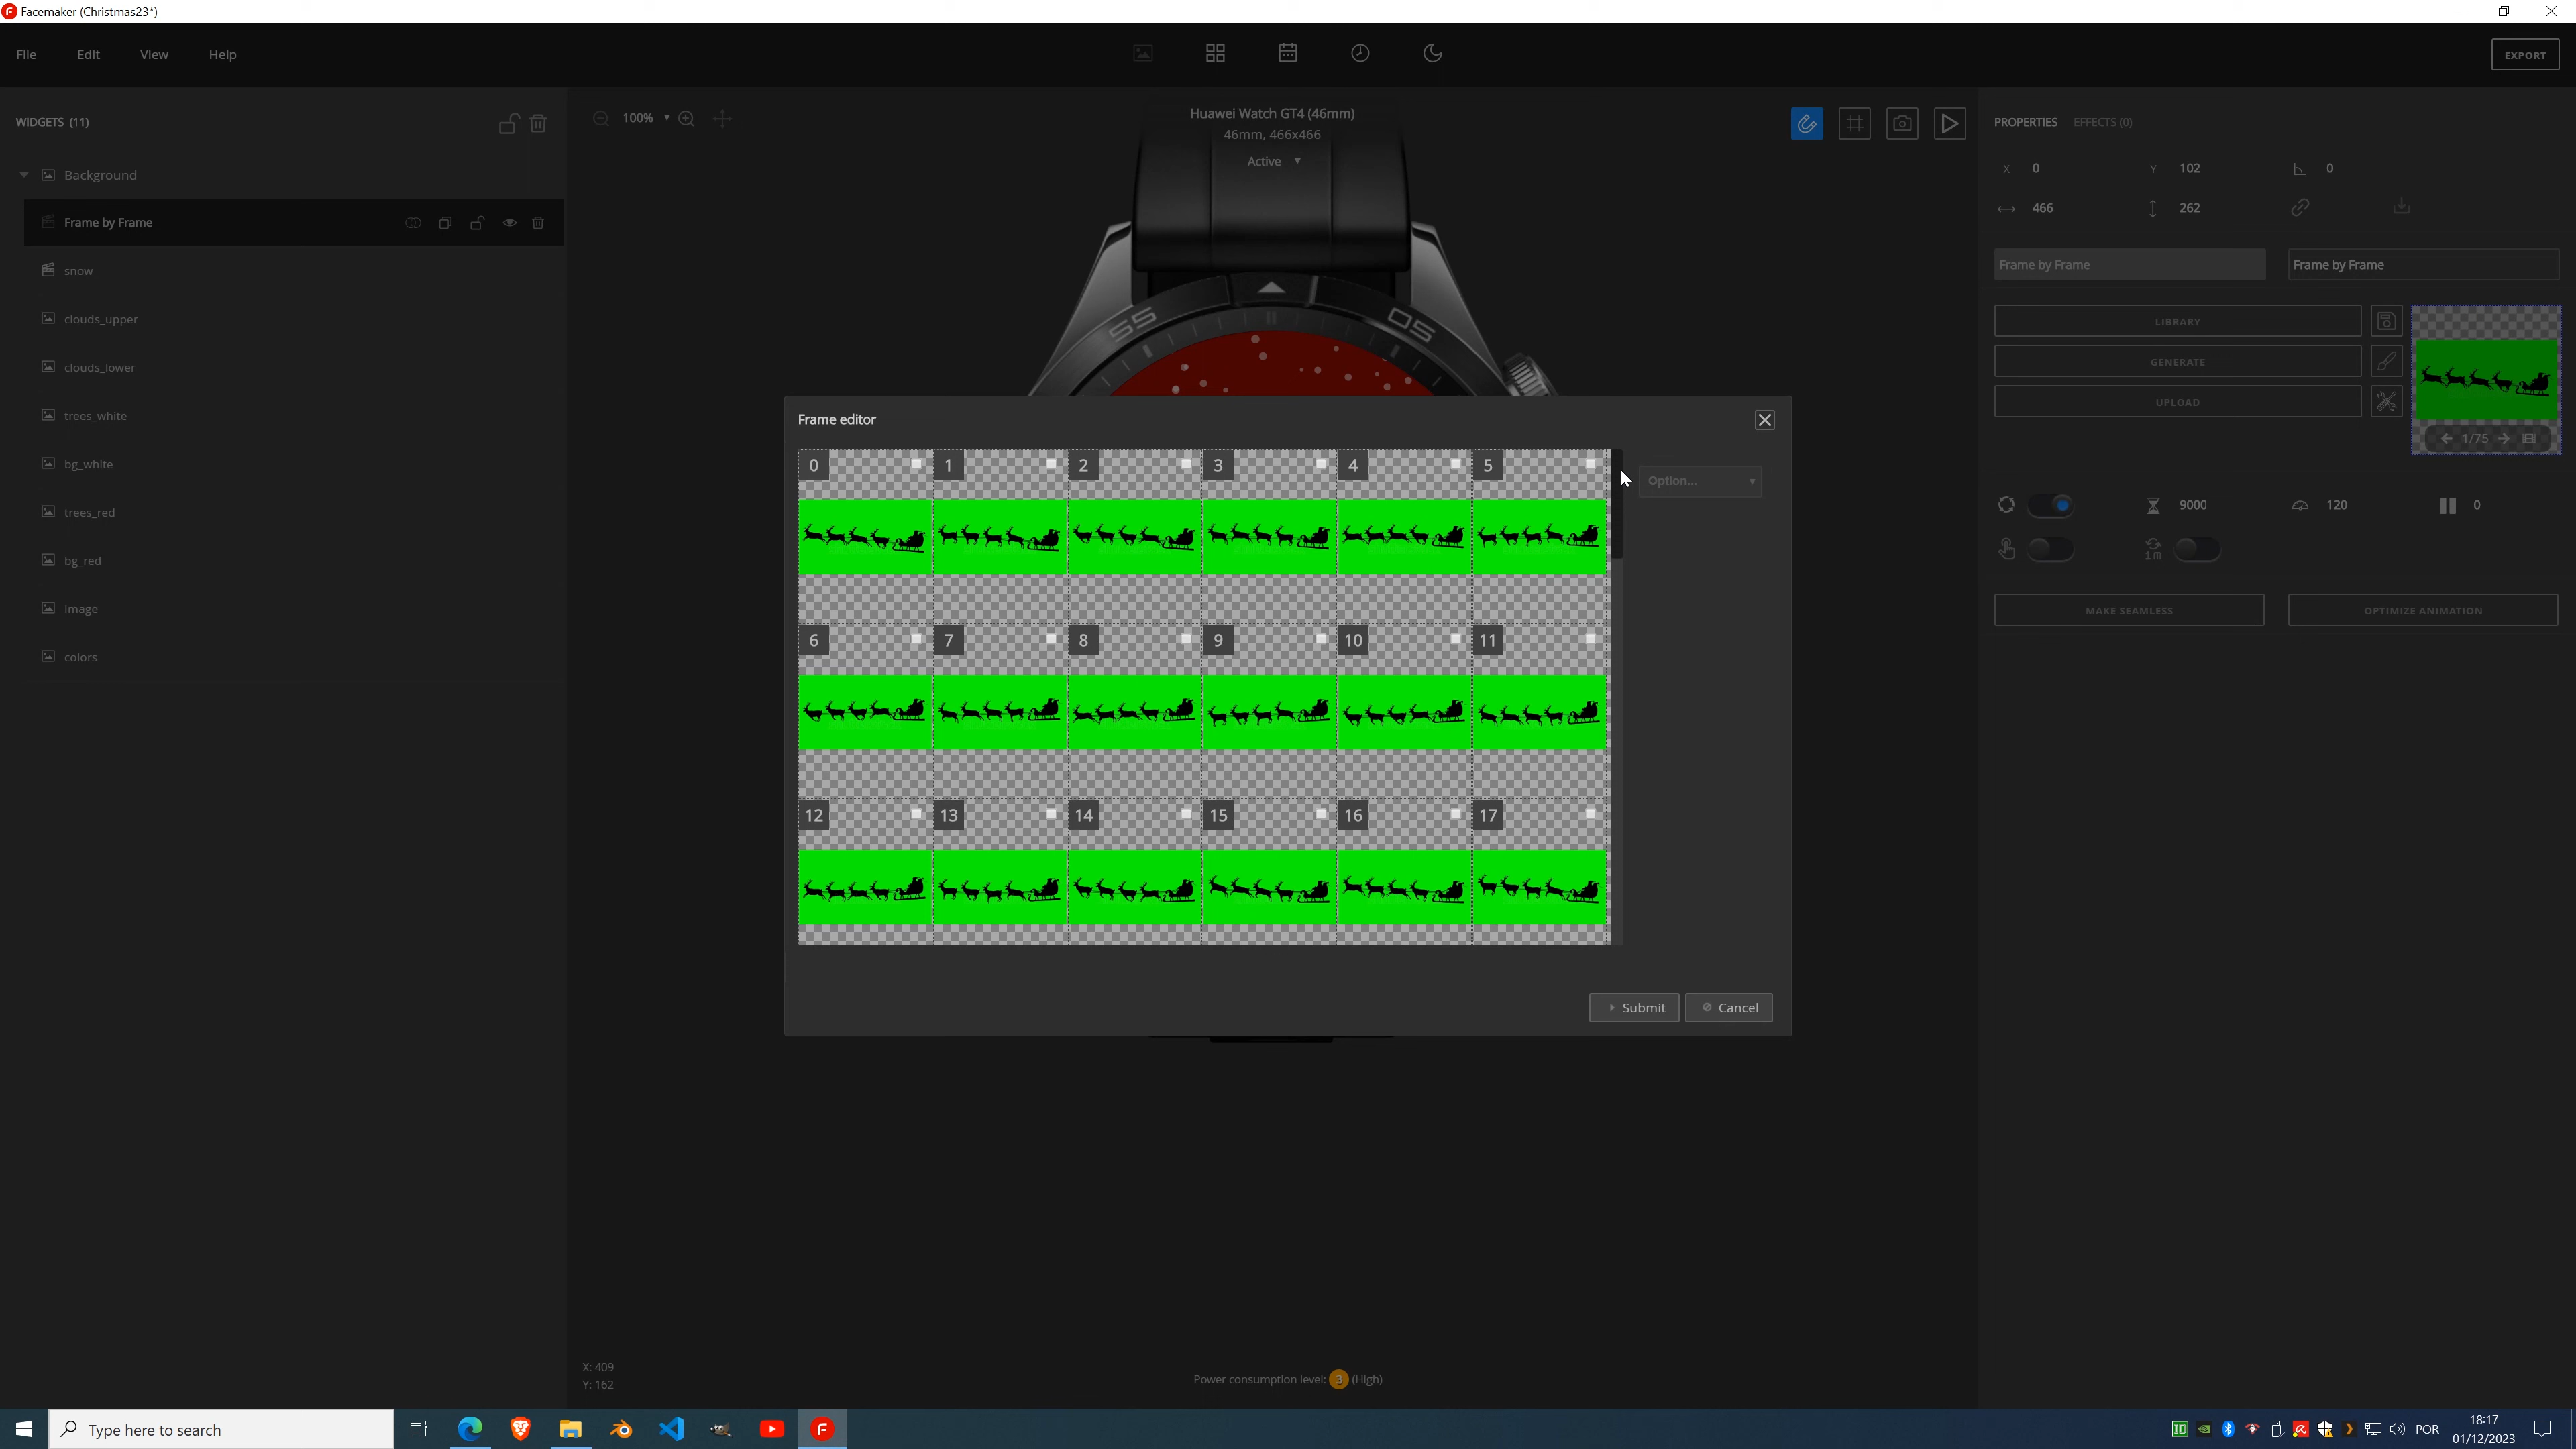 Facemaker (Christmas23*)
File Edit View Help
EXPORT
WIDGETS (11)
Background
Frame by Frame
snow
clouds_upper
clouds_lower
trees_white
bg_white
trees_red
bg_red
Image
colors
100%
Huawei Watch GT4 (46mm)
46mm, 466x466
Active
55 05
Frame editor
0 1 2 3 4 5
Option...
6 7 8 9 10 11
12 13 14 15 16 17
Submit Cancel
X: 409
Y: 162
Power consumption level: 3 (High)
PROPERTIES EFFECTS (0)
X 0 Y 102 0
466 262
Frame by Frame Frame by Frame
LIBRARY
GENERATE
UPLOAD
1/75
9000 120 0
1m
MAKE SEAMLESS OPTIMIZE ANIMATION
Type here to search
POR
18:17
01/12/2023